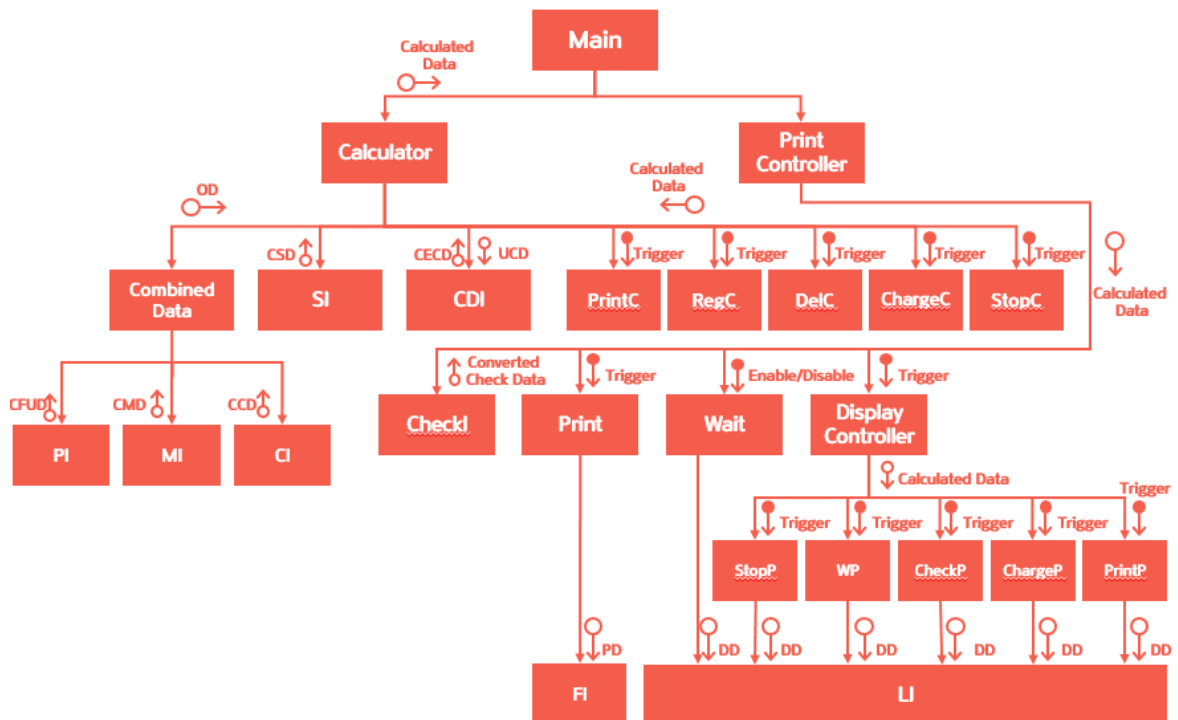 Main
Calculated
Data
Calculator
Print
Controller
OD
Calculated
Data
CSD
CECD
UCD
Trigger
Trigger
Trigger
Trigger
Trigger
Calculated
Data
Combined
Data
SI
CDI
PrintC
RegC
DelC
ChargeC
StopC
Converted
Check Data
Trigger
Enable/Disable
Trigger
CFUD
CMD
CCD
PI
MI
CI
CheckI
Print
Wait
Display
Controller
Calculated Data
Trigger
Trigger
Trigger
Trigger
Trigger
StopP
WP
CheckP
ChargeP
PrintP
PD
DD
DD
DD
DD
DD
DD
FI
LI